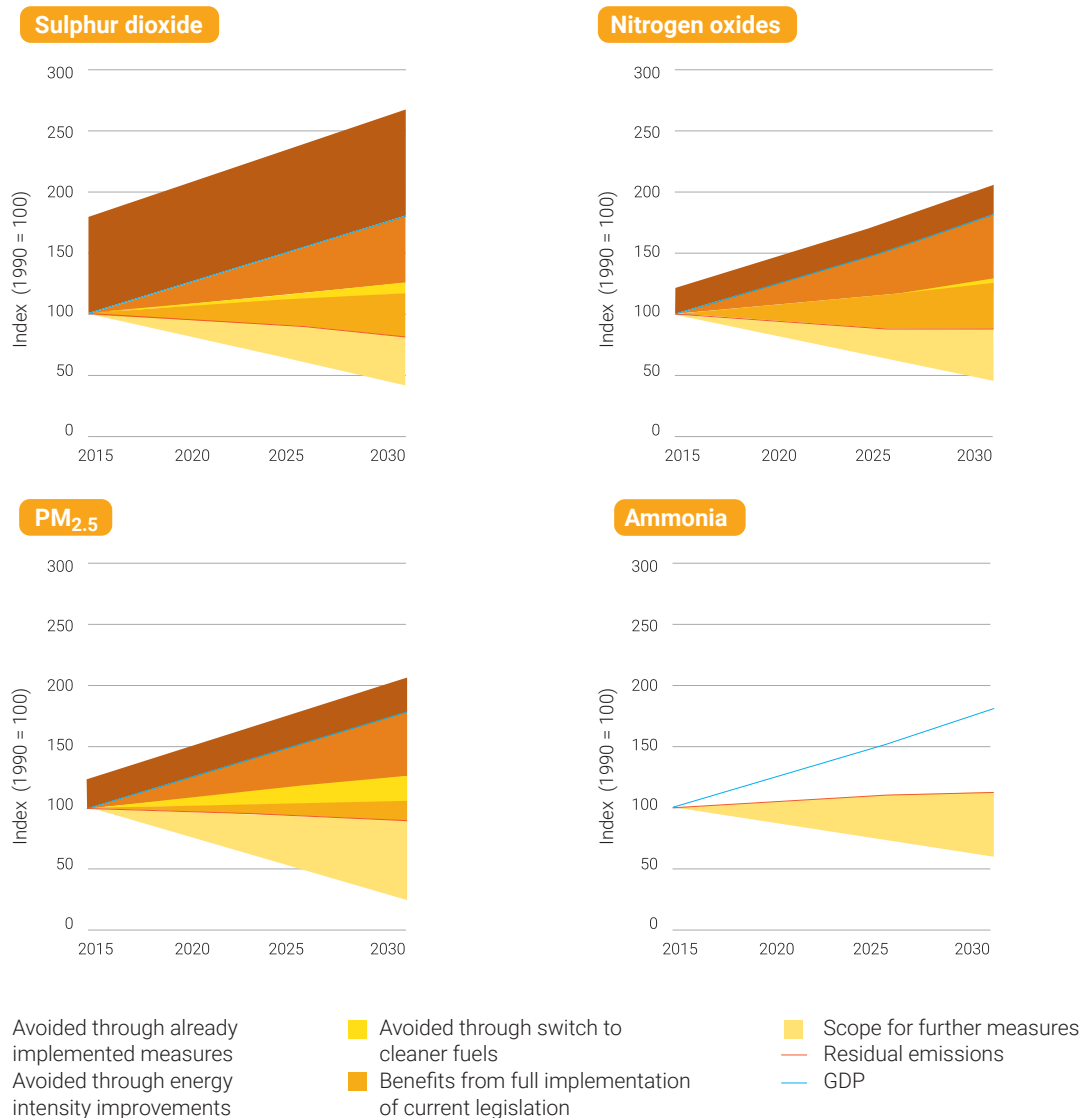 Sulphur dioxide
300
250
200
150
100
50
0
Index (1990 = 100)
2015 2020 2025 2030
Nitrogen oxides
300
250
200
150
100
50
0
Index (1990 = 100)
2015 2020 2025 2030
PM2.5
300
250
200
150
100
50
0
Index (1990 = 100)
2015 2020 2025 2030
Ammonia
300
250
200
150
100
50
0
Index (1990 = 100)
2015 2020 2025 2030
Avoided through already
implemented measures
Avoided through energy
intensity improvements
Avoided through switch to
cleaner fuels
Benefits from full implementation
of current legislation
Scope for further measures
Residual emissions
GDP